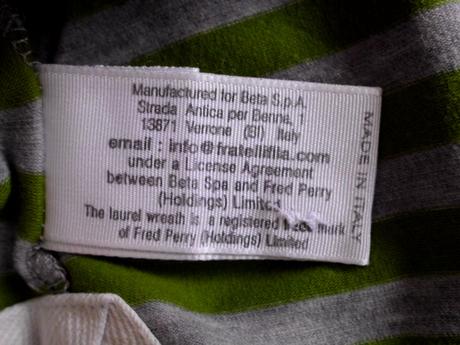 Manufactured for Beta S.p.A.
Strada Antica per Benna, 1
13871 Verrone (BI) Italy
email : info@fratellifila.com
under a License Agreement
between Beta Spa and Fred Perry
(Holdings) Limited
The laurel wreath is a registered trade mark
of Fred Perry (Holdings) Limited
MADE IN ITALY